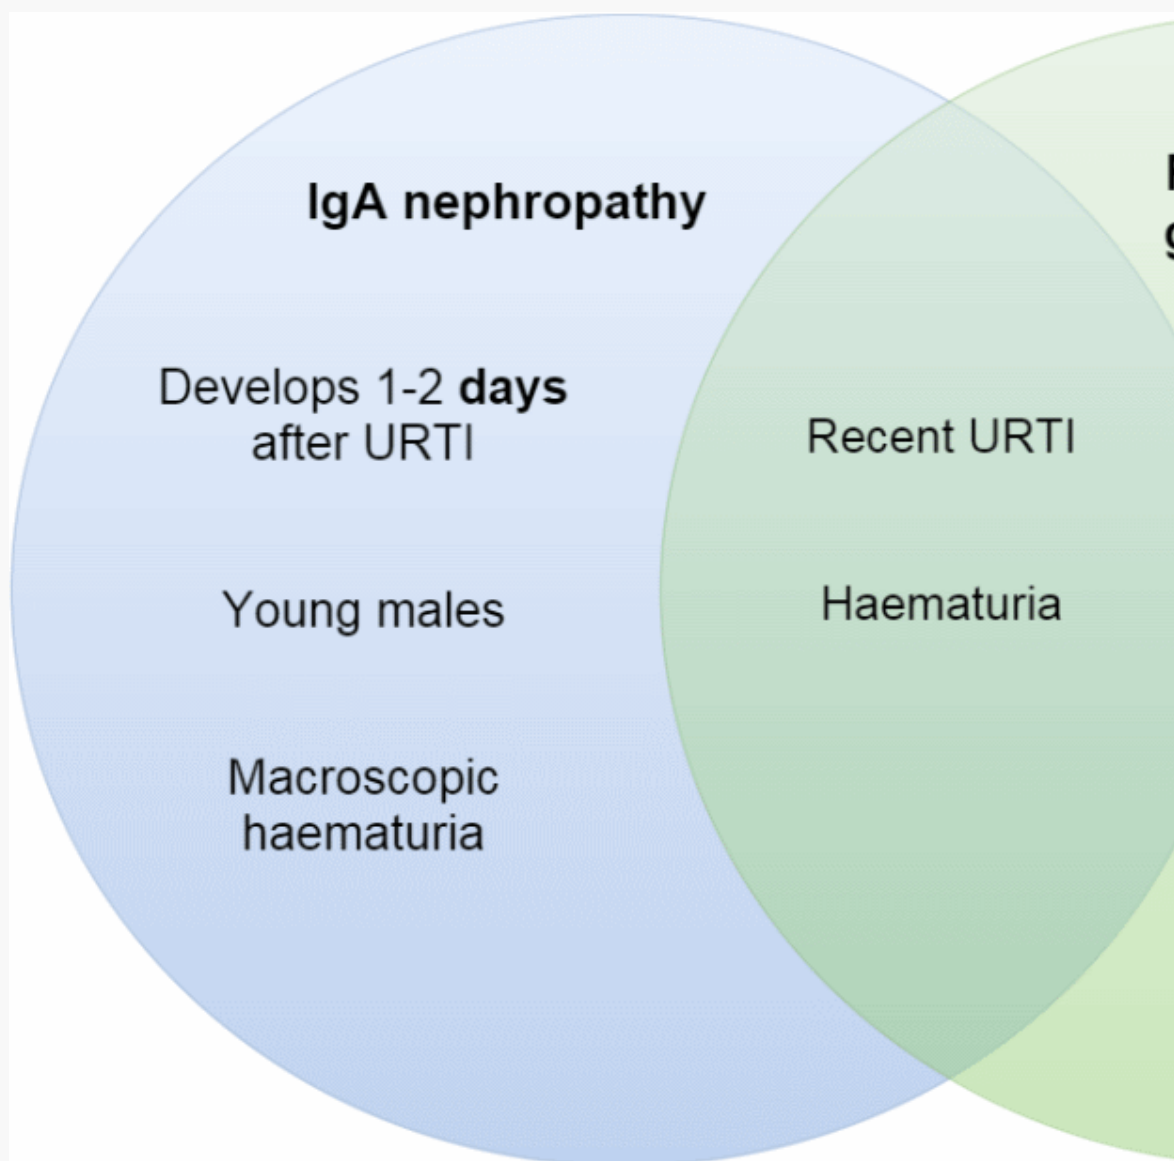 IgA nephropathy
Develops 1-2 days
after URTI
Young males
Macroscopic
haematuria
Recent URTI
Haematuria